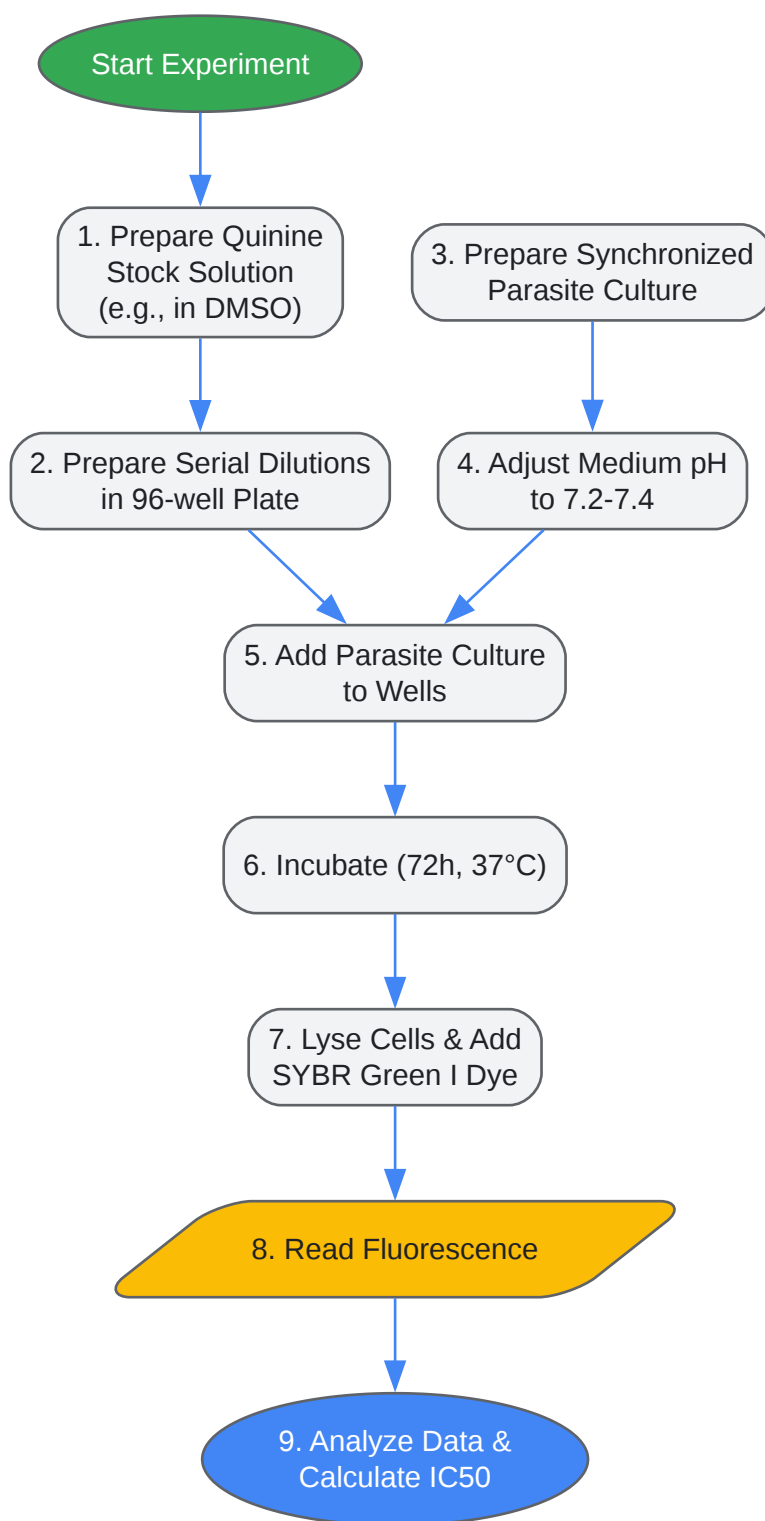 Start Experiment
1. Prepare Quinine
Stock Solution
(e.g., in DMSO)
3. Prepare Synchronized
Parasite Culture
2. Prepare Serial Dilutions
in 96-well Plate
4. Adjust Medium pH
to 7.2-7.4
5. Add Parasite Culture
to Wells
6. Incubate (72h, 37°C)
7. Lyse Cells & Add
SYBR Green I Dye
8. Read Fluorescence
9. Analyze Data &
Calculate IC50